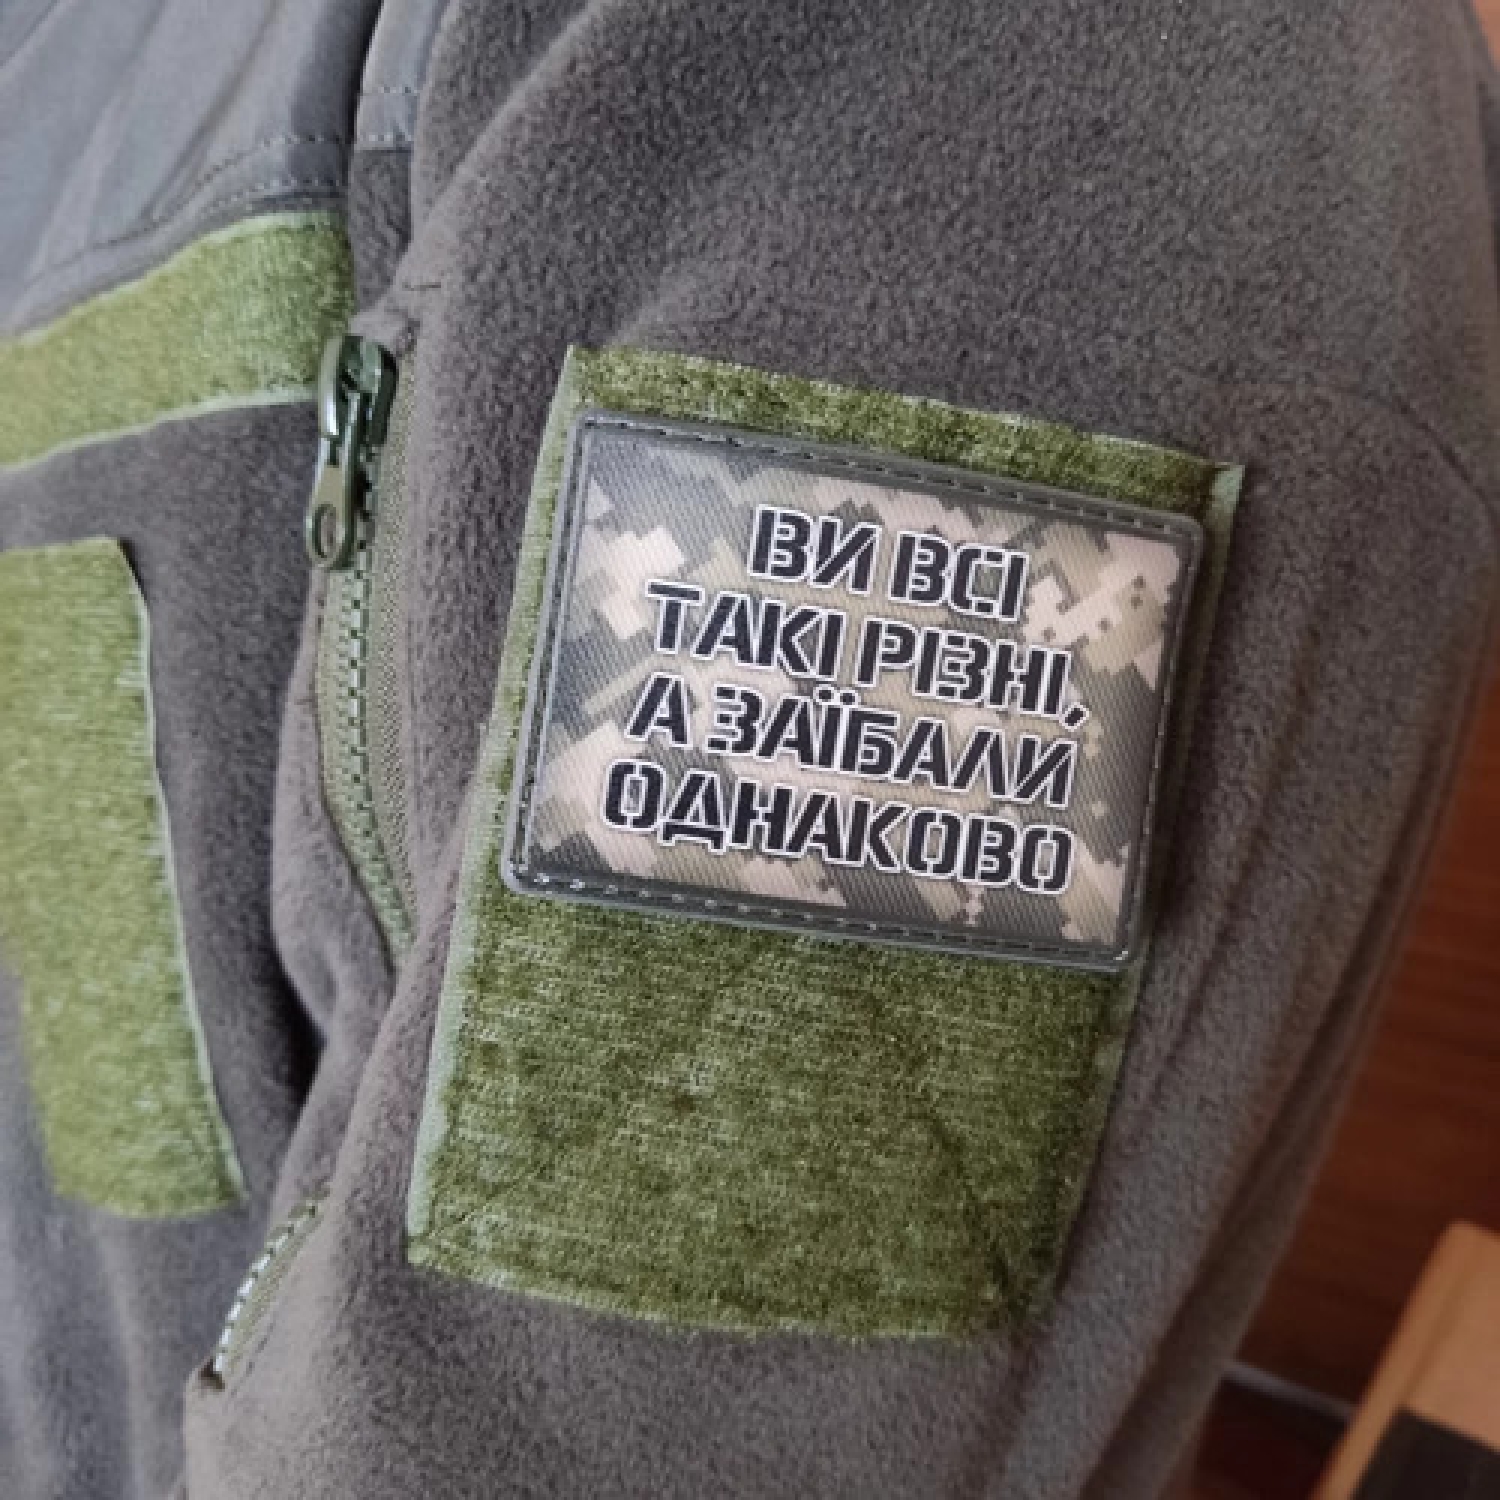 ВИ ВСІ
ТАКІ РІЗНІ,
А ЗАЇБАЛИ
ОДНАКОВО